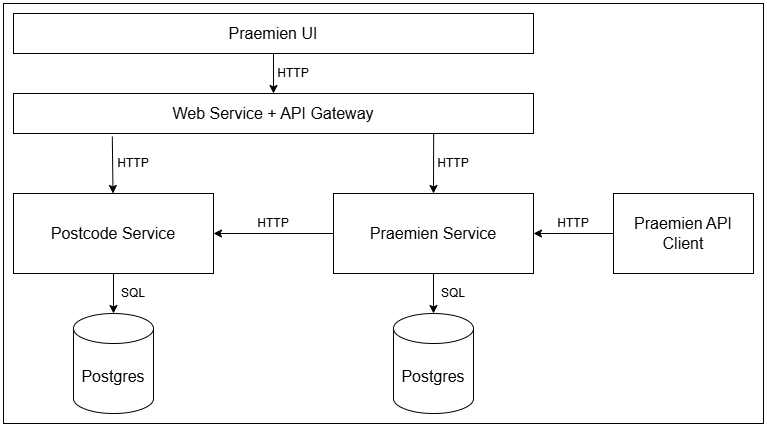 Praemien UI
HTTP
Web Service + API Gateway
HTTP
HTTP
Postcode Service
HTTP
Praemien Service
HTTP
Praemien API
Client
SQL
SQL
Postgres
Postgres